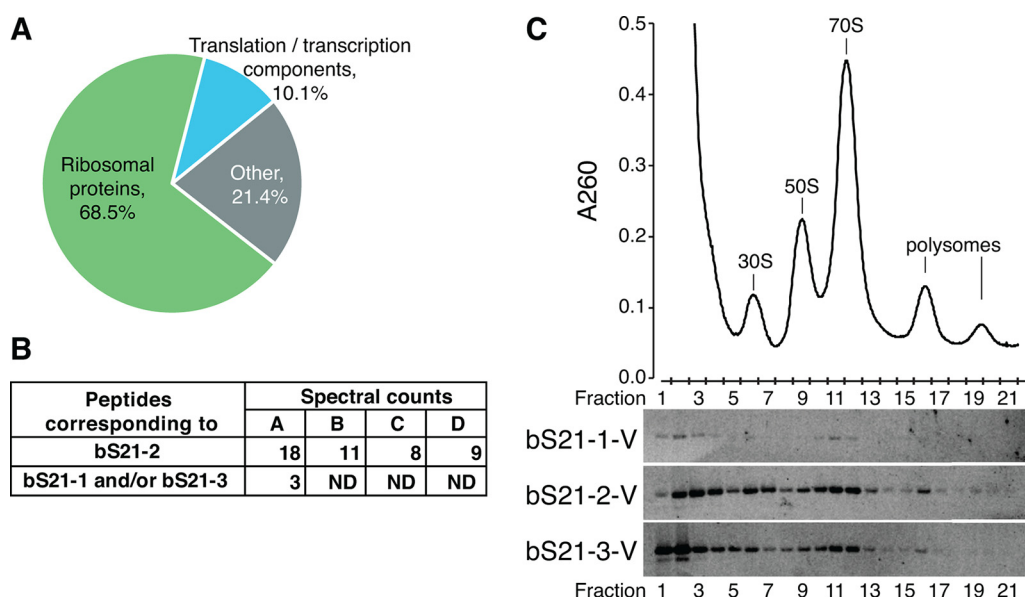 A
Translation / transcription
components,
10.1%
Ribosomal
proteins,
68.5%
Other,
21.4%
B
Peptides
corresponding to
Spectral counts
A B C D
bS21-2 18 11 8 9
bS21-1 and/or bS21-3 3 ND ND ND
C
A260
0.5
0.4
0.3
0.2
0.1
0.0
70S
50S
30S
polysomes
Fraction 1 3 5 7 9 11 13 15 17 19 21
bS21-1-V
bS21-2-V
bS21-3-V
Fraction 1 3 5 7 9 11 13 15 17 19 21